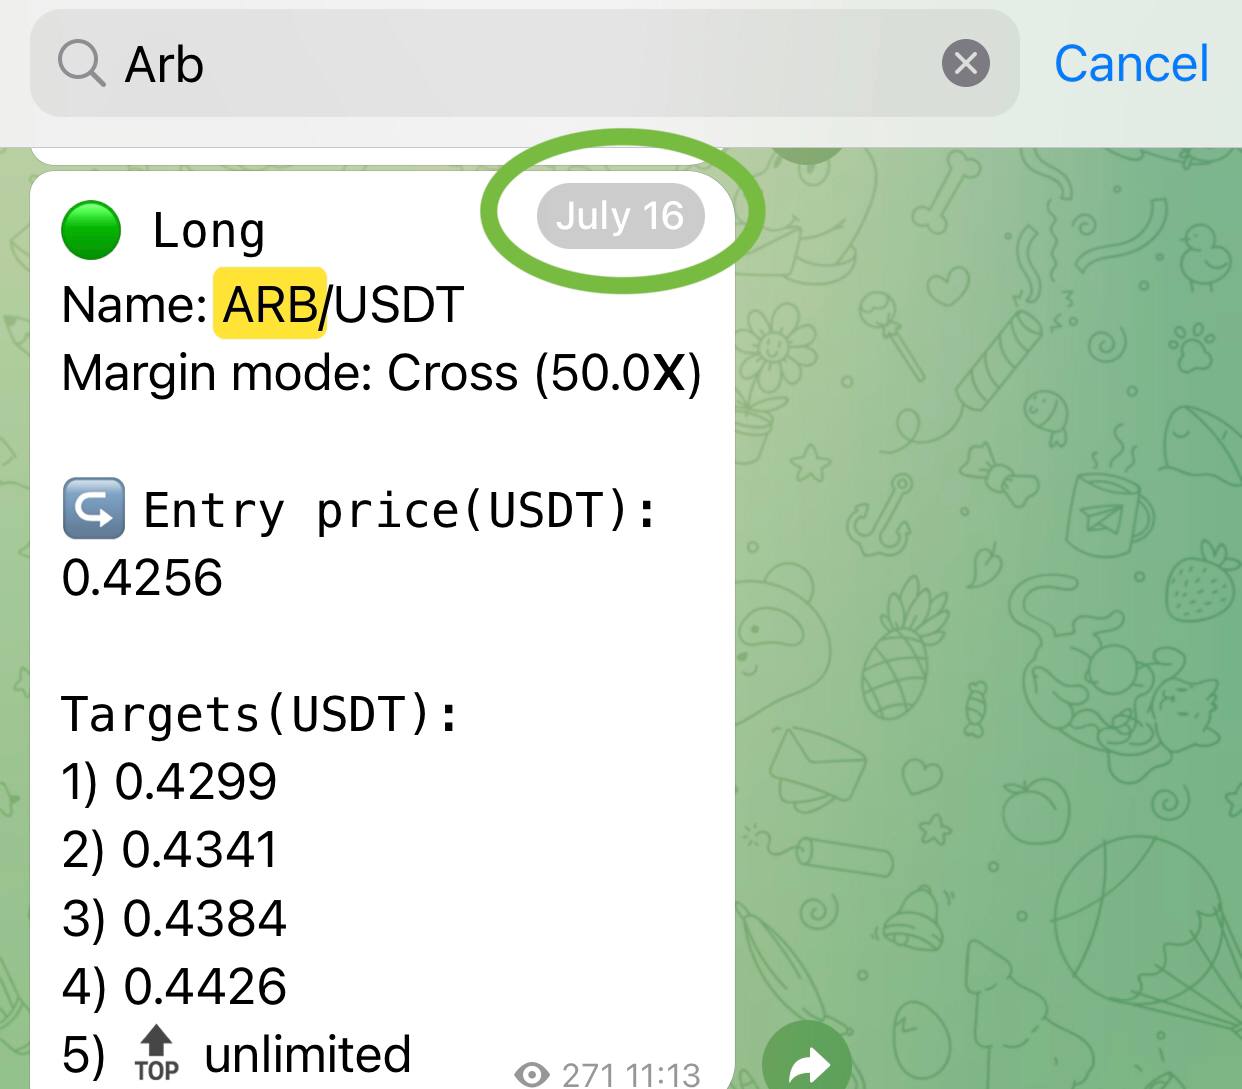 Arb
Cancel
July 16
Long
Name: ARB/USDT
Margin mode: Cross (50.0X)
Entry price(USDT):
0.4256
Targets(USDT):
1) 0.4299
2) 0.4341
3) 0.4384
4) 0.4426
5) TOP unlimited
271 11:13